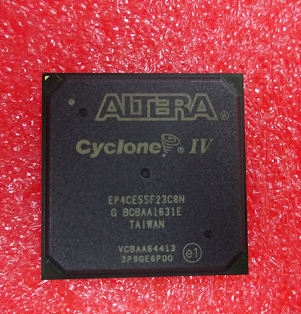 ALTERA®
Cyclone® IV
EP4CE55F23C8N
G BCBAA1631E
TAIWAN
VCBAA64413
3P9QE6P00
e1